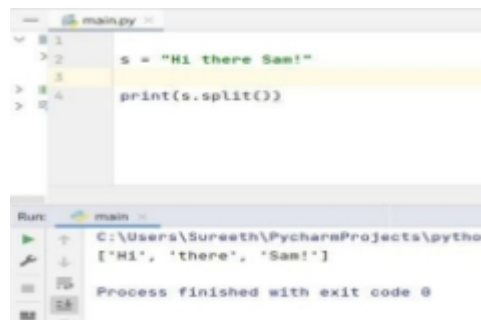 main.py
1
2 s = "Hi there Sam!"
3
4 print(s.split())
Run: main
C:\Users\Sureeth\PycharmProjects\pytho
['Hi', 'there', 'Sam!']
Process finished with exit code 0